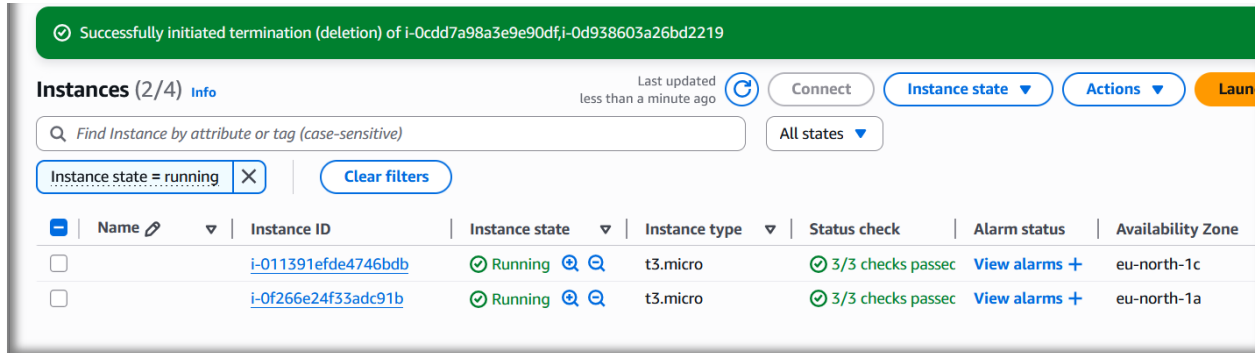 Successfully initiated termination (deletion) of i-0cdd7a98a3e9e90df,i-0d938603a26bd2219
Instances (2/4) Info
Last updated
less than a minute ago
Connect
Instance state
Actions
Find Instance by attribute or tag (case-sensitive)
All states
Instance state = running
Clear filters
Name Instance ID Instance state Instance type Status check Alarm status Availability Zone
i-011391efde4746bdb Running t3.micro 3/3 checks View alarms + eu-north-1c
i-0f266e24f33adc91b Running t3.micro 3/3 checks View alarms + eu-north-1a